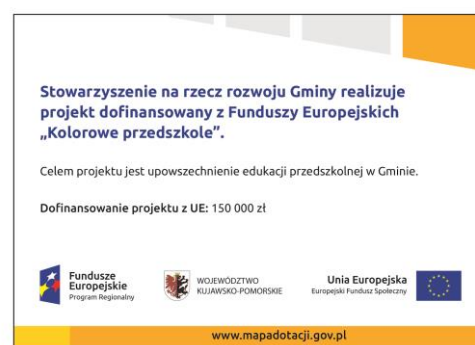 Stowarzyszenie na rzecz rozwoju Gminy realizuje
projekt dofinansowany z Funduszy Europejskich
„Kolorowe przedszkole”.
Celem projektu jest upowszechnienie edukacji przedszkolnej w Gminie.
Dofinansowanie projektu z UE: 150 000 zł
Fundusze
Europejskie
Program Regionalny
WOJEWÓDZTWO
KUJAWSKO-POMORSKIE
Unia Europejska
Europejski Fundusz Społeczny
www.mapadotacji.gov.pl